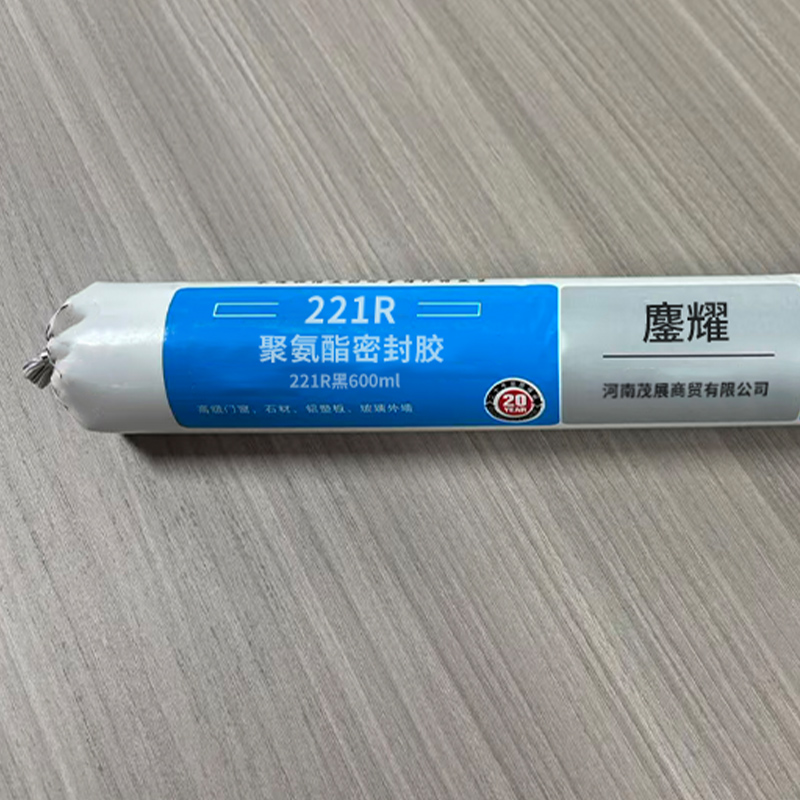 221R
聚氨酯密封胶
221R黑600ml
高级门窗、石材、铝塑板、玻璃外墙
20
YEAR
鏖耀
河南茂展商贸有限公司